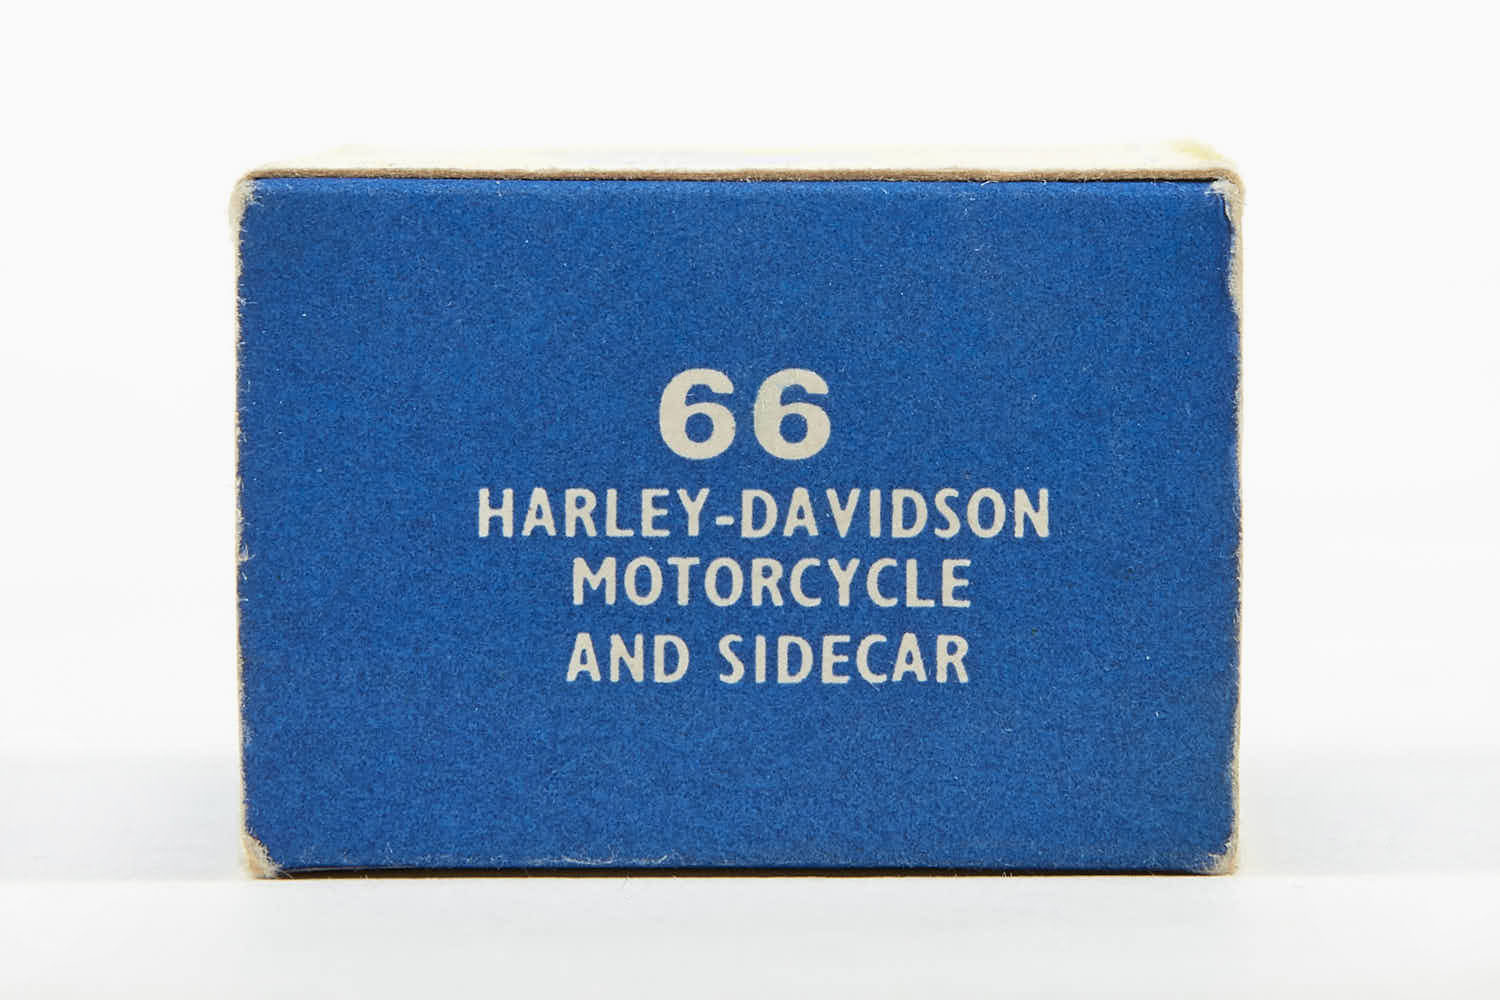 66
HARLEY-DAVIDSON
MOTORCYCLE
AND SIDECAR